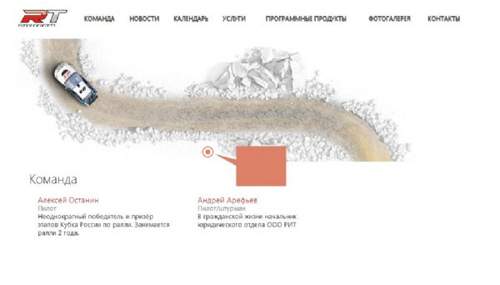 RT
КОМАНДА
НОВОСТИ
КАЛЕНДАРЬ
УСЛУГИ
ПРОГРАММНЫЕ ПРОДУКТЫ
ФОТОГАЛЕРЕЯ
КОНТАКТЫ
Команда
Алексей Останин
Пилот
Неоднократный победитель и призёр
этапов Кубка России по ралли. Занимается
ралли 2 года.
Андрей Арефьев
Пилот/штурман
В гражданской жизни начальник
юридического отдела ООО РИТ